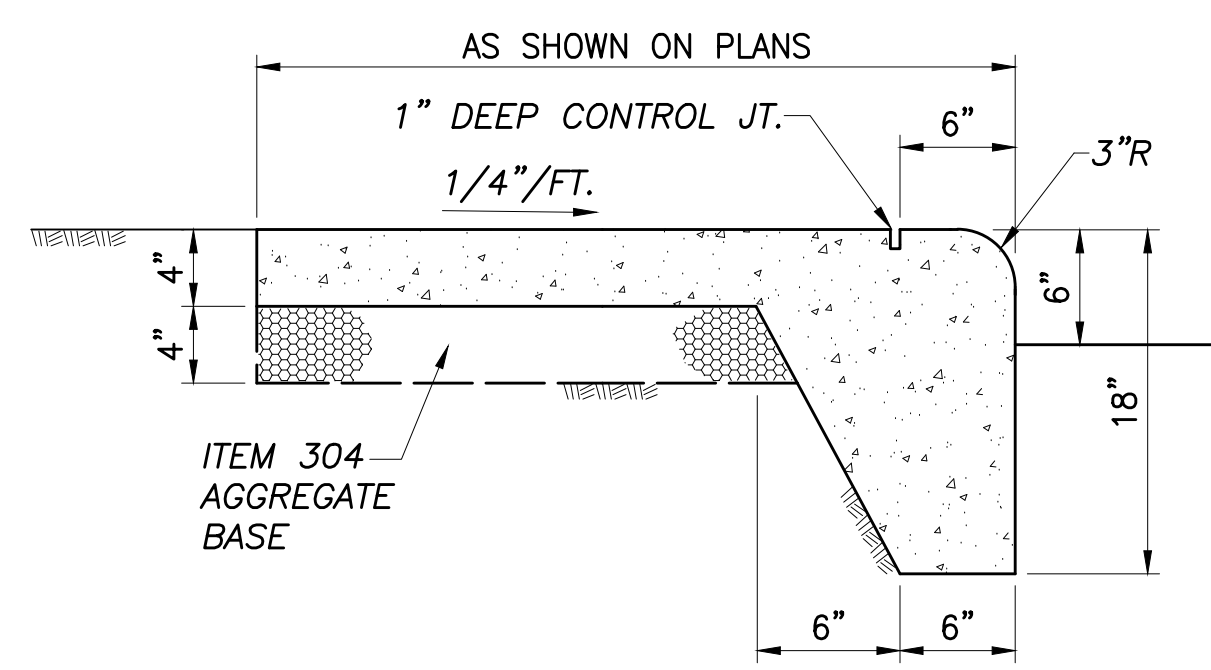 AS SHOWN ON PLANS
1” DEEP CONTROL JT.
6”
3”R
1/4”/FT.
4”
4”
6”
18”
ITEM 304
AGGREGATE
BASE
6”
6”